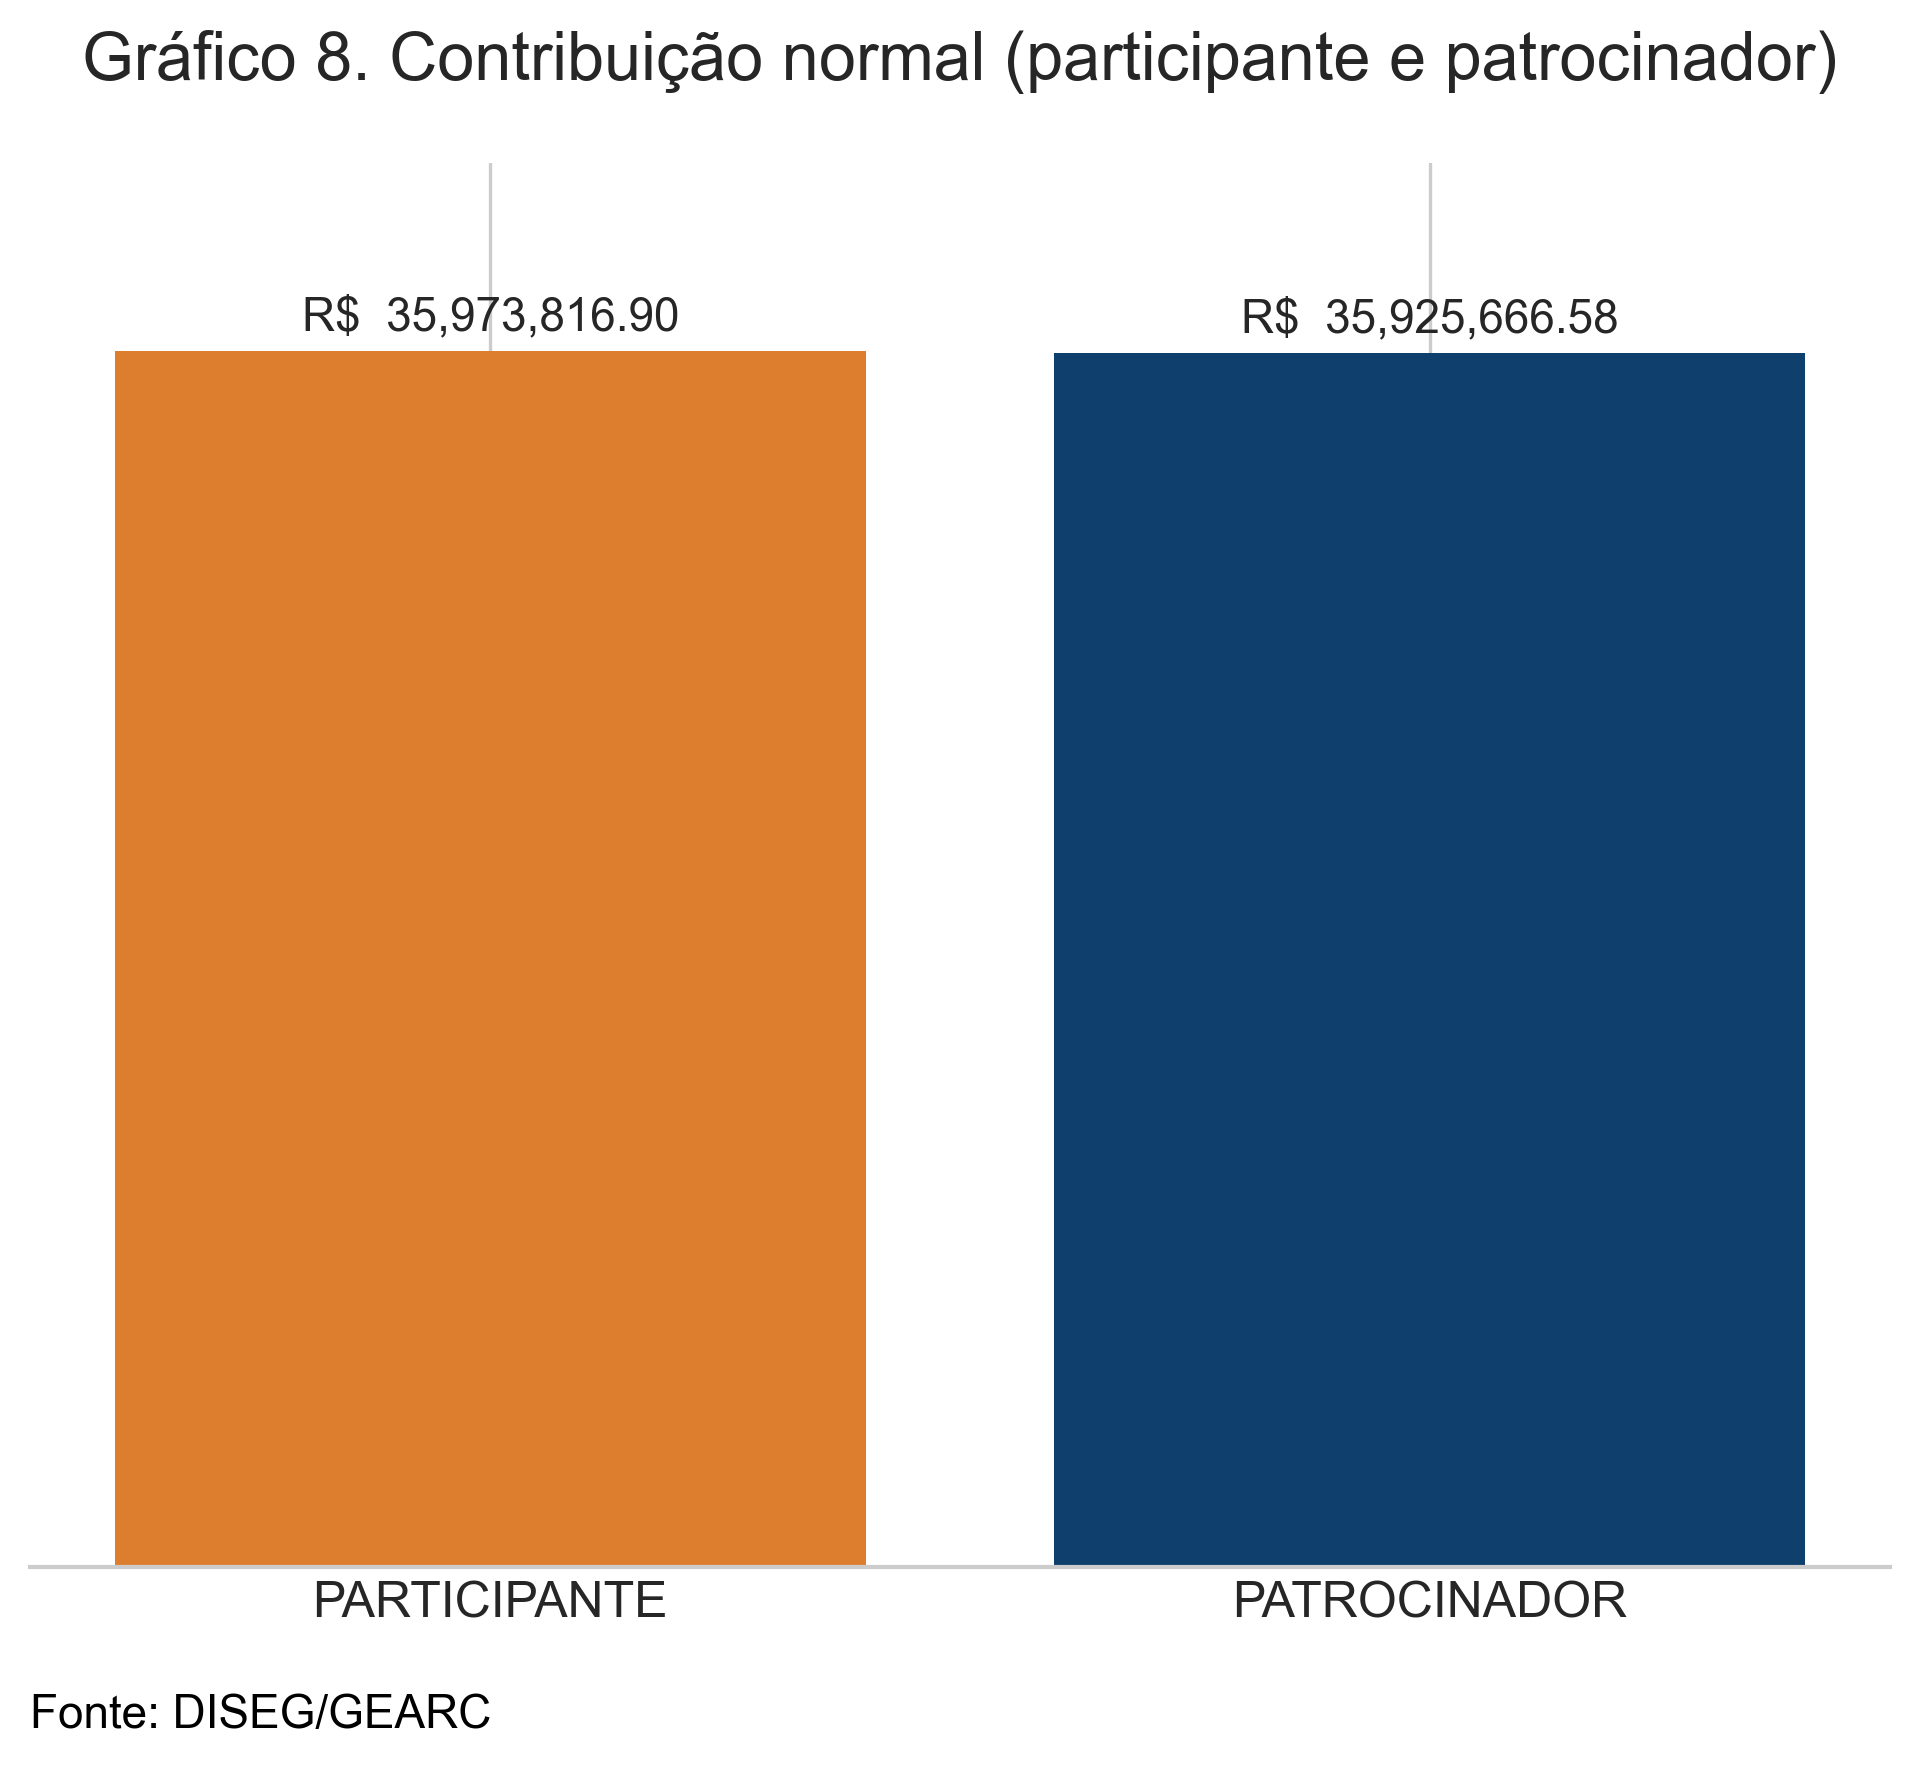 Gráfico 8. Contribuição normal (participante e patrocinador)
R$  35,973,816.90
R$  35,925,666.58
PARTICIPANTE
PATROCINADOR
Fonte: DISEG/GEARC